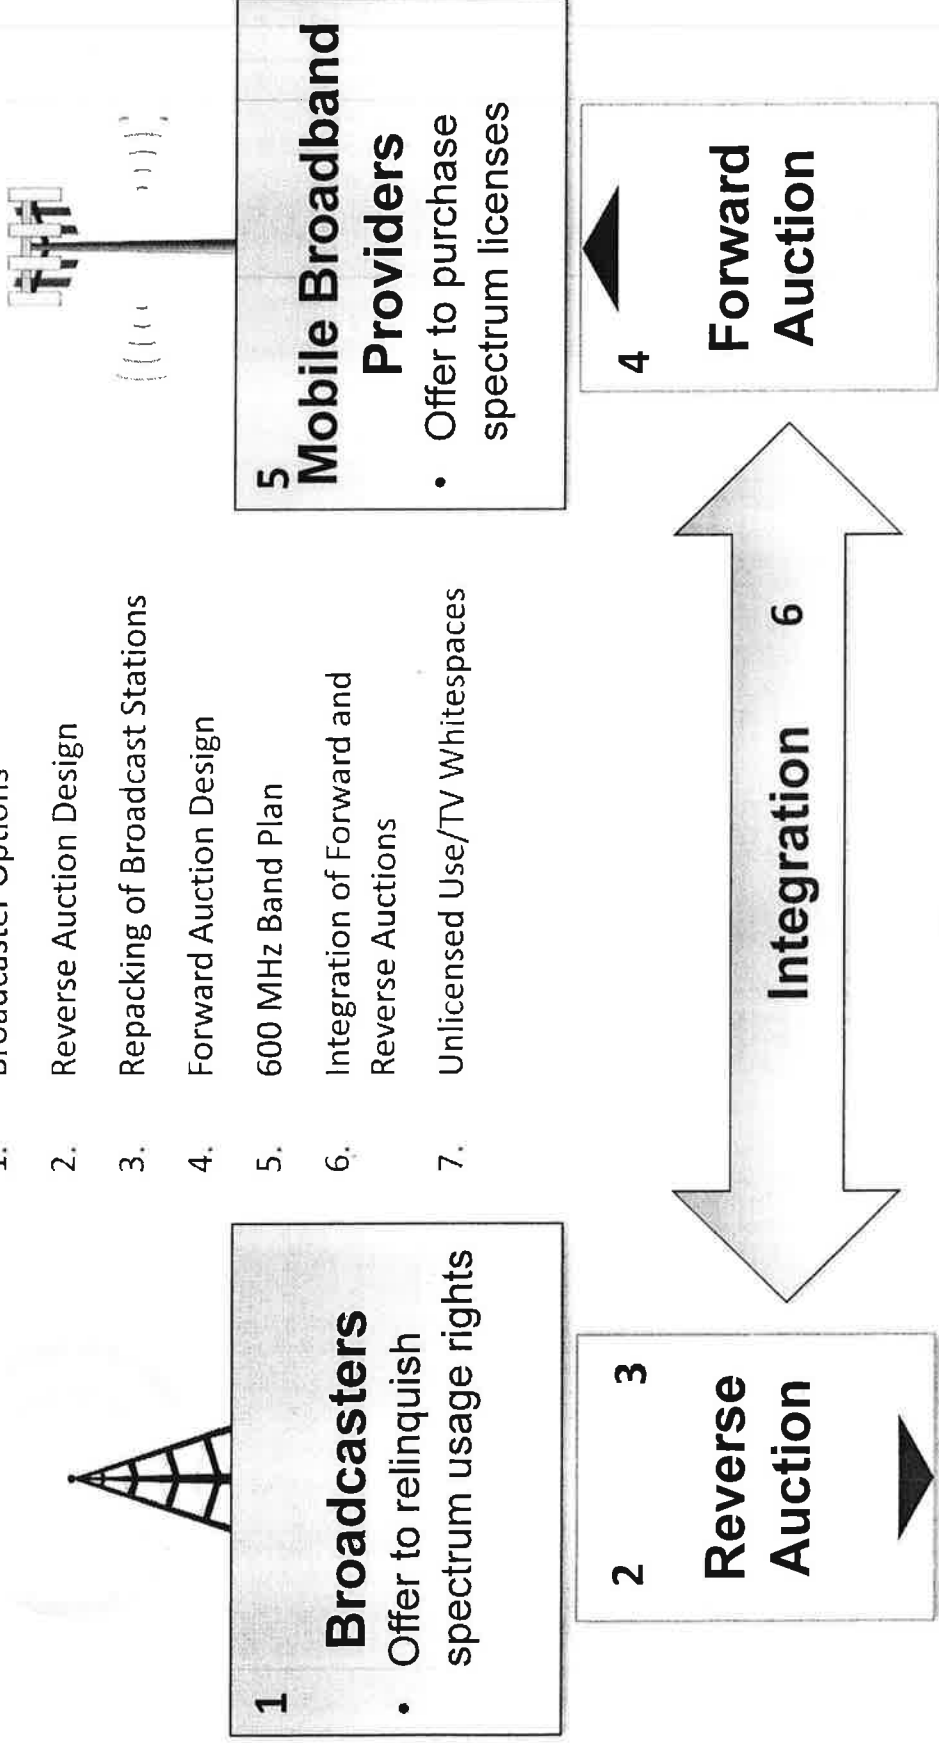 1. Broadcaster Options
2. Reverse Auction Design
3. Repacking of Broadcast Stations
4. Forward Auction Design
5. 600 MHz Band Plan
6. Integration of Forward and
Reverse Auctions
7. Unlicensed Use/TV Whitespaces
1
Broadcasters
• Offer to relinquish
spectrum usage rights
5
Mobile Broadband
Providers
• Offer to purchase
spectrum licenses
2 3
Reverse
Auction
Integration 6
4
Forward
Auction